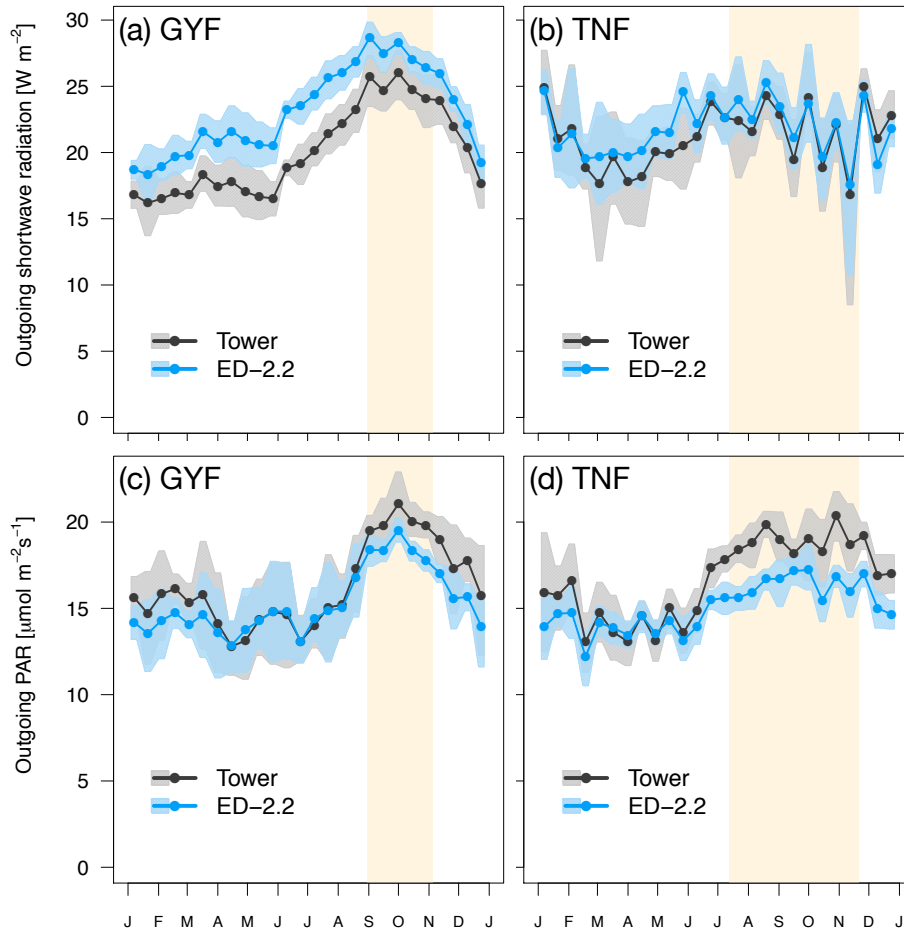 (a) GYF
(b) TNF
Outgoing shortwave radiation [W m−2]
30
25
20
15
10
5
0
Tower
ED−2.2
Tower
ED−2.2
(c) GYF
(d) TNF
Outgoing PAR [μmol m−2s−1]
20
15
10
5
0
Tower
ED−2.2
Tower
ED−2.2
J F M A M J J A S O N D J
J F M A M J J A S O N D J